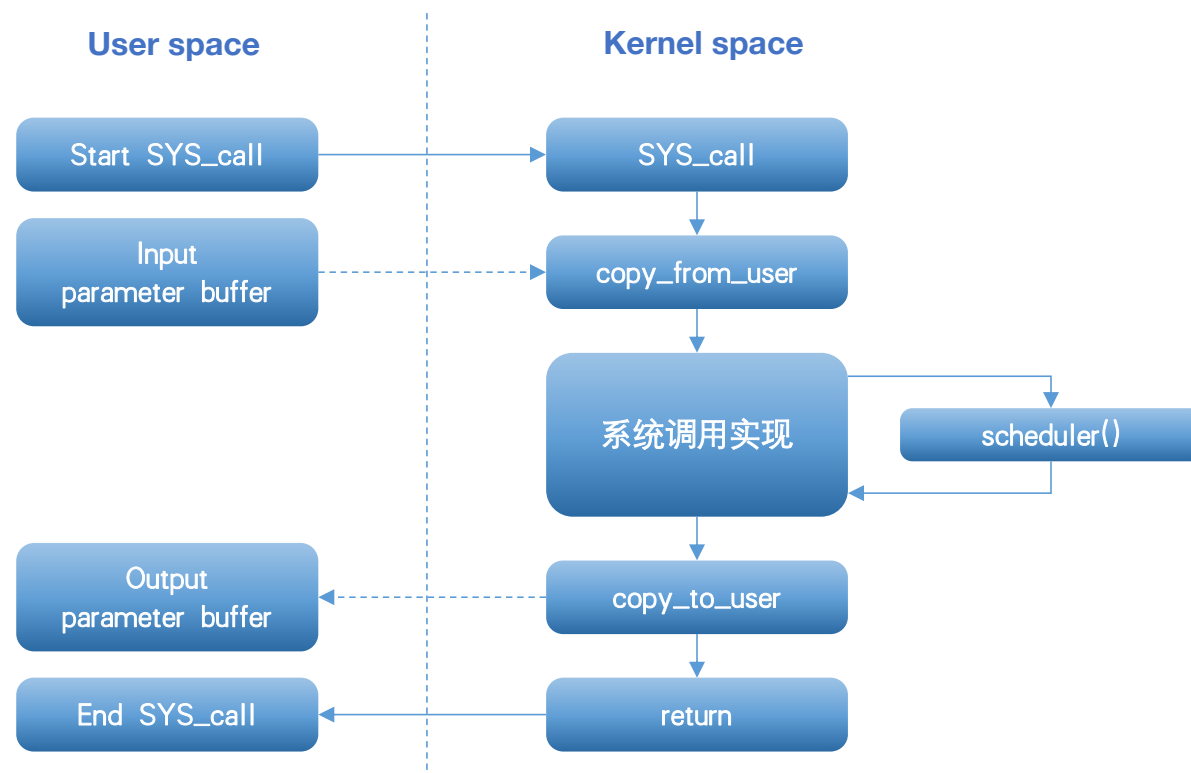 User space
Kernel space
Start SYS_call
SYS_call
Input
parameter buffer
copy_from_user
系统调用实现
scheduler()
Output
parameter buffer
copy_to_user
End SYS_call
return